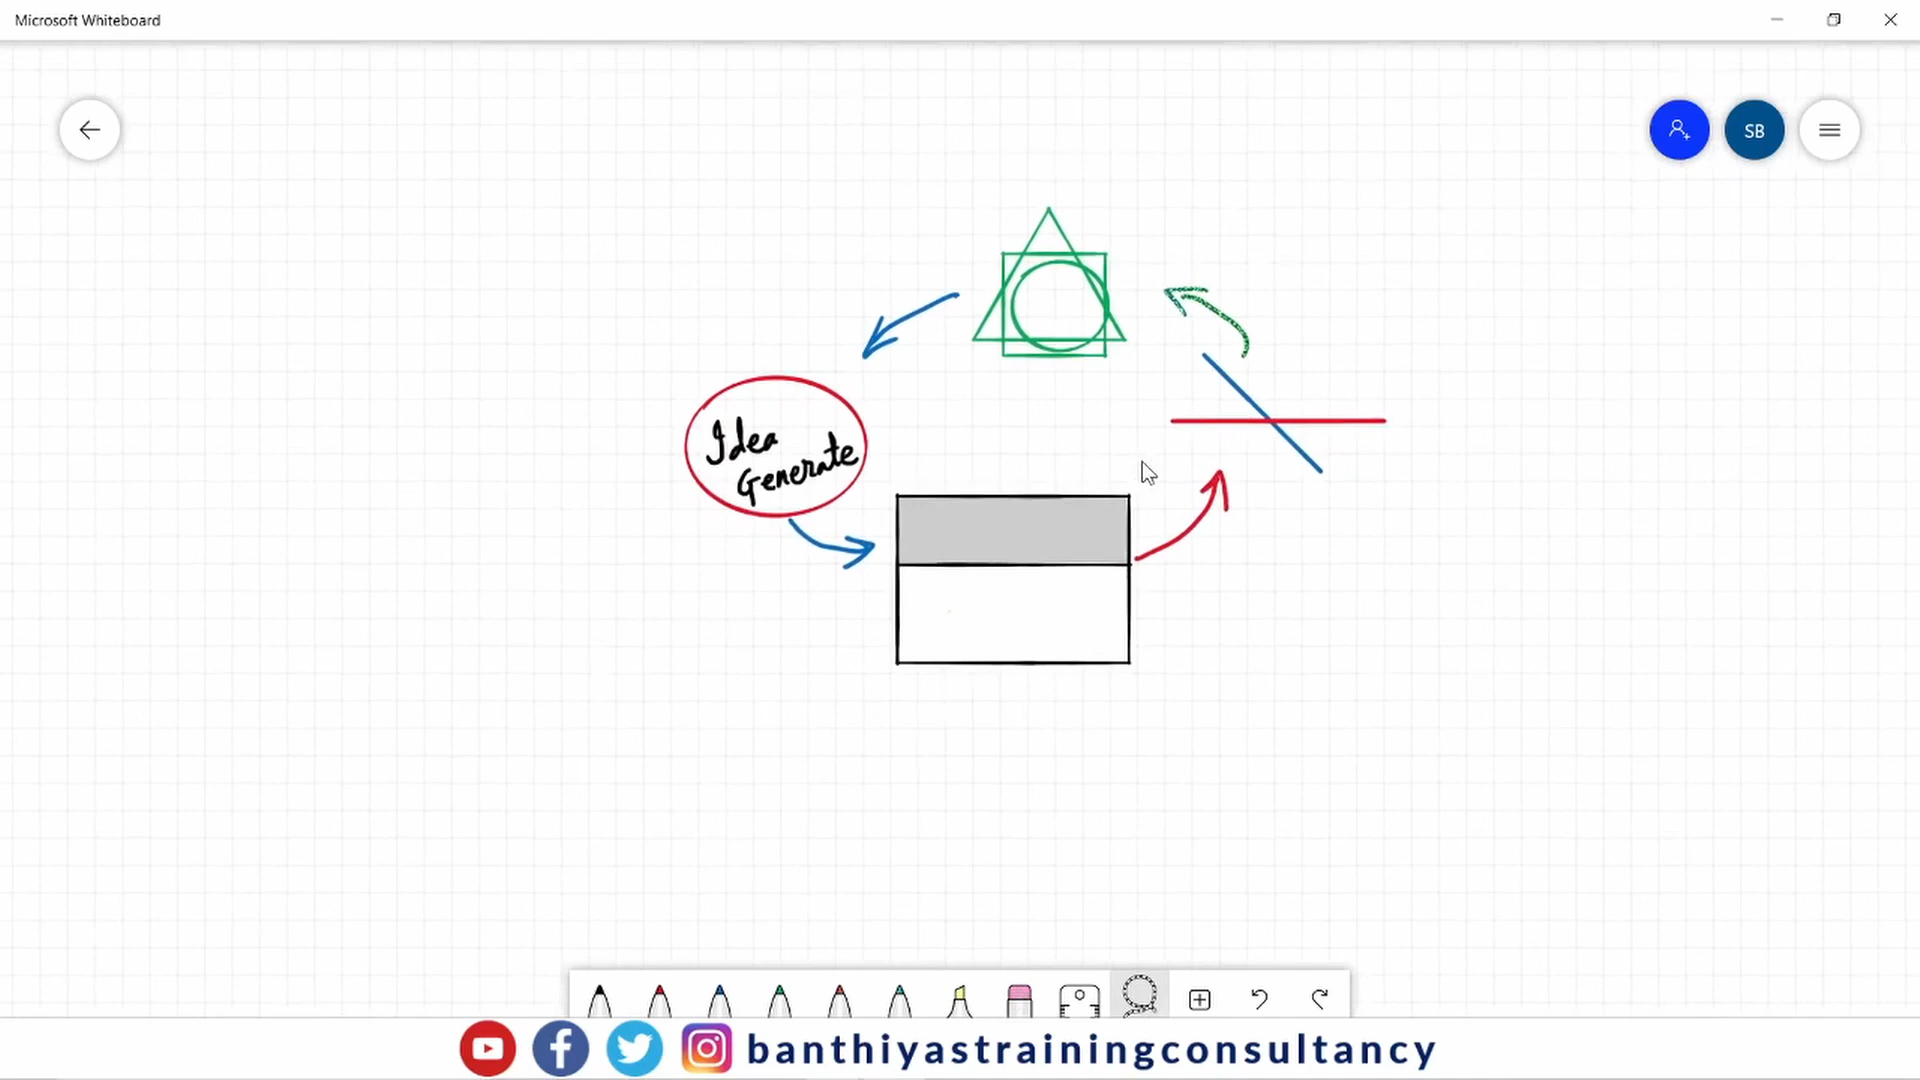 Microsoft Whiteboard
SB
Idea
Generate
banthiyastrainingconsultancy